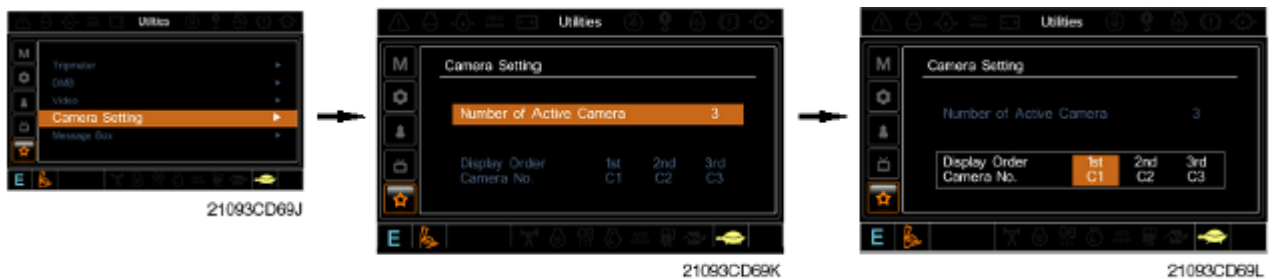 Utilities
M
Tripmeter
DMB
Video
Camera Setting
Message Box
E
21093CD69J
Utilities
M
Camera Setting
Number of Active Camera 3
Display Order 1st 2nd 3rd
Camera No. C1 C2 C3
E
21093CD69K
Utilities
M
Camera Setting
Number of Active Camera 3
Display Order 1st 2nd 3rd
Camera No. C1 C2 C3
E
21093CD69L